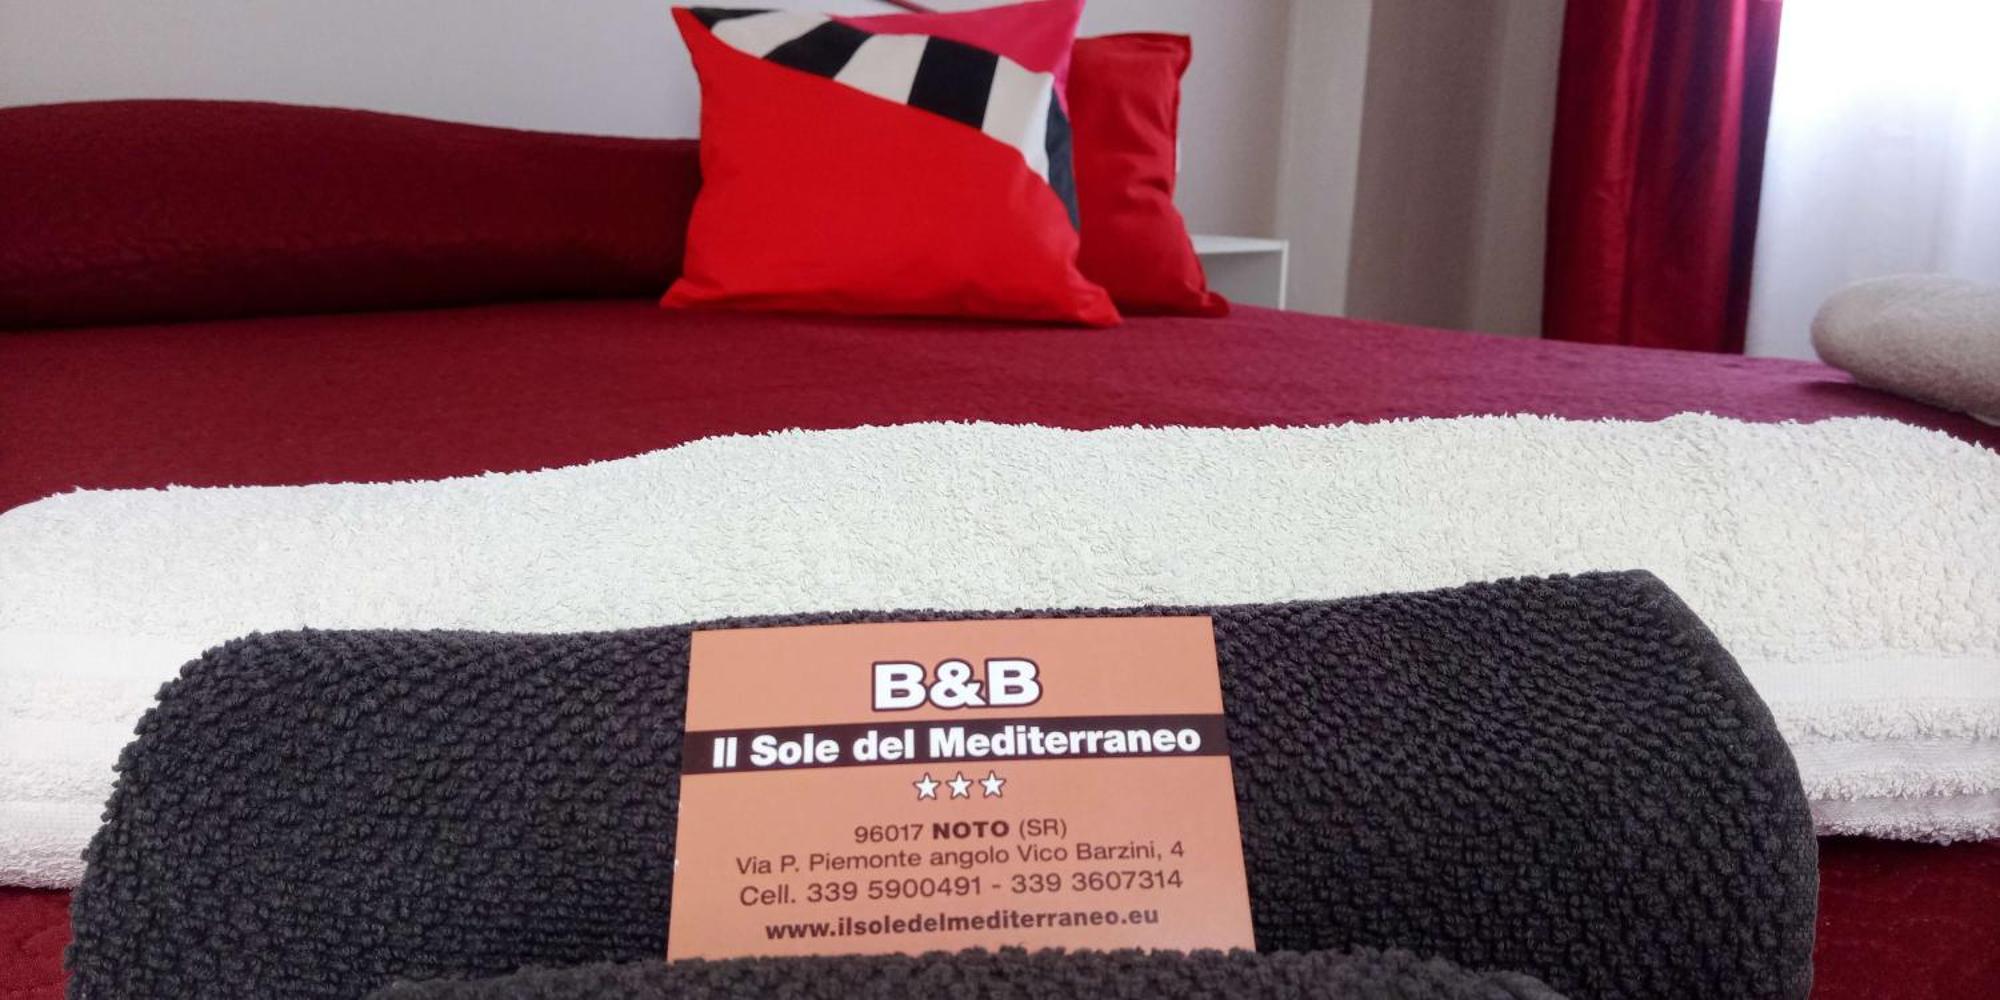 B&B
Il Sole del Mediterraneo
96017 NOTO (SR)
Via P. Piemonte angolo Vico Barzini, 4
Cell. 339 5900491 - 339 3607314
www.ilsoledelmediterraneo.eu